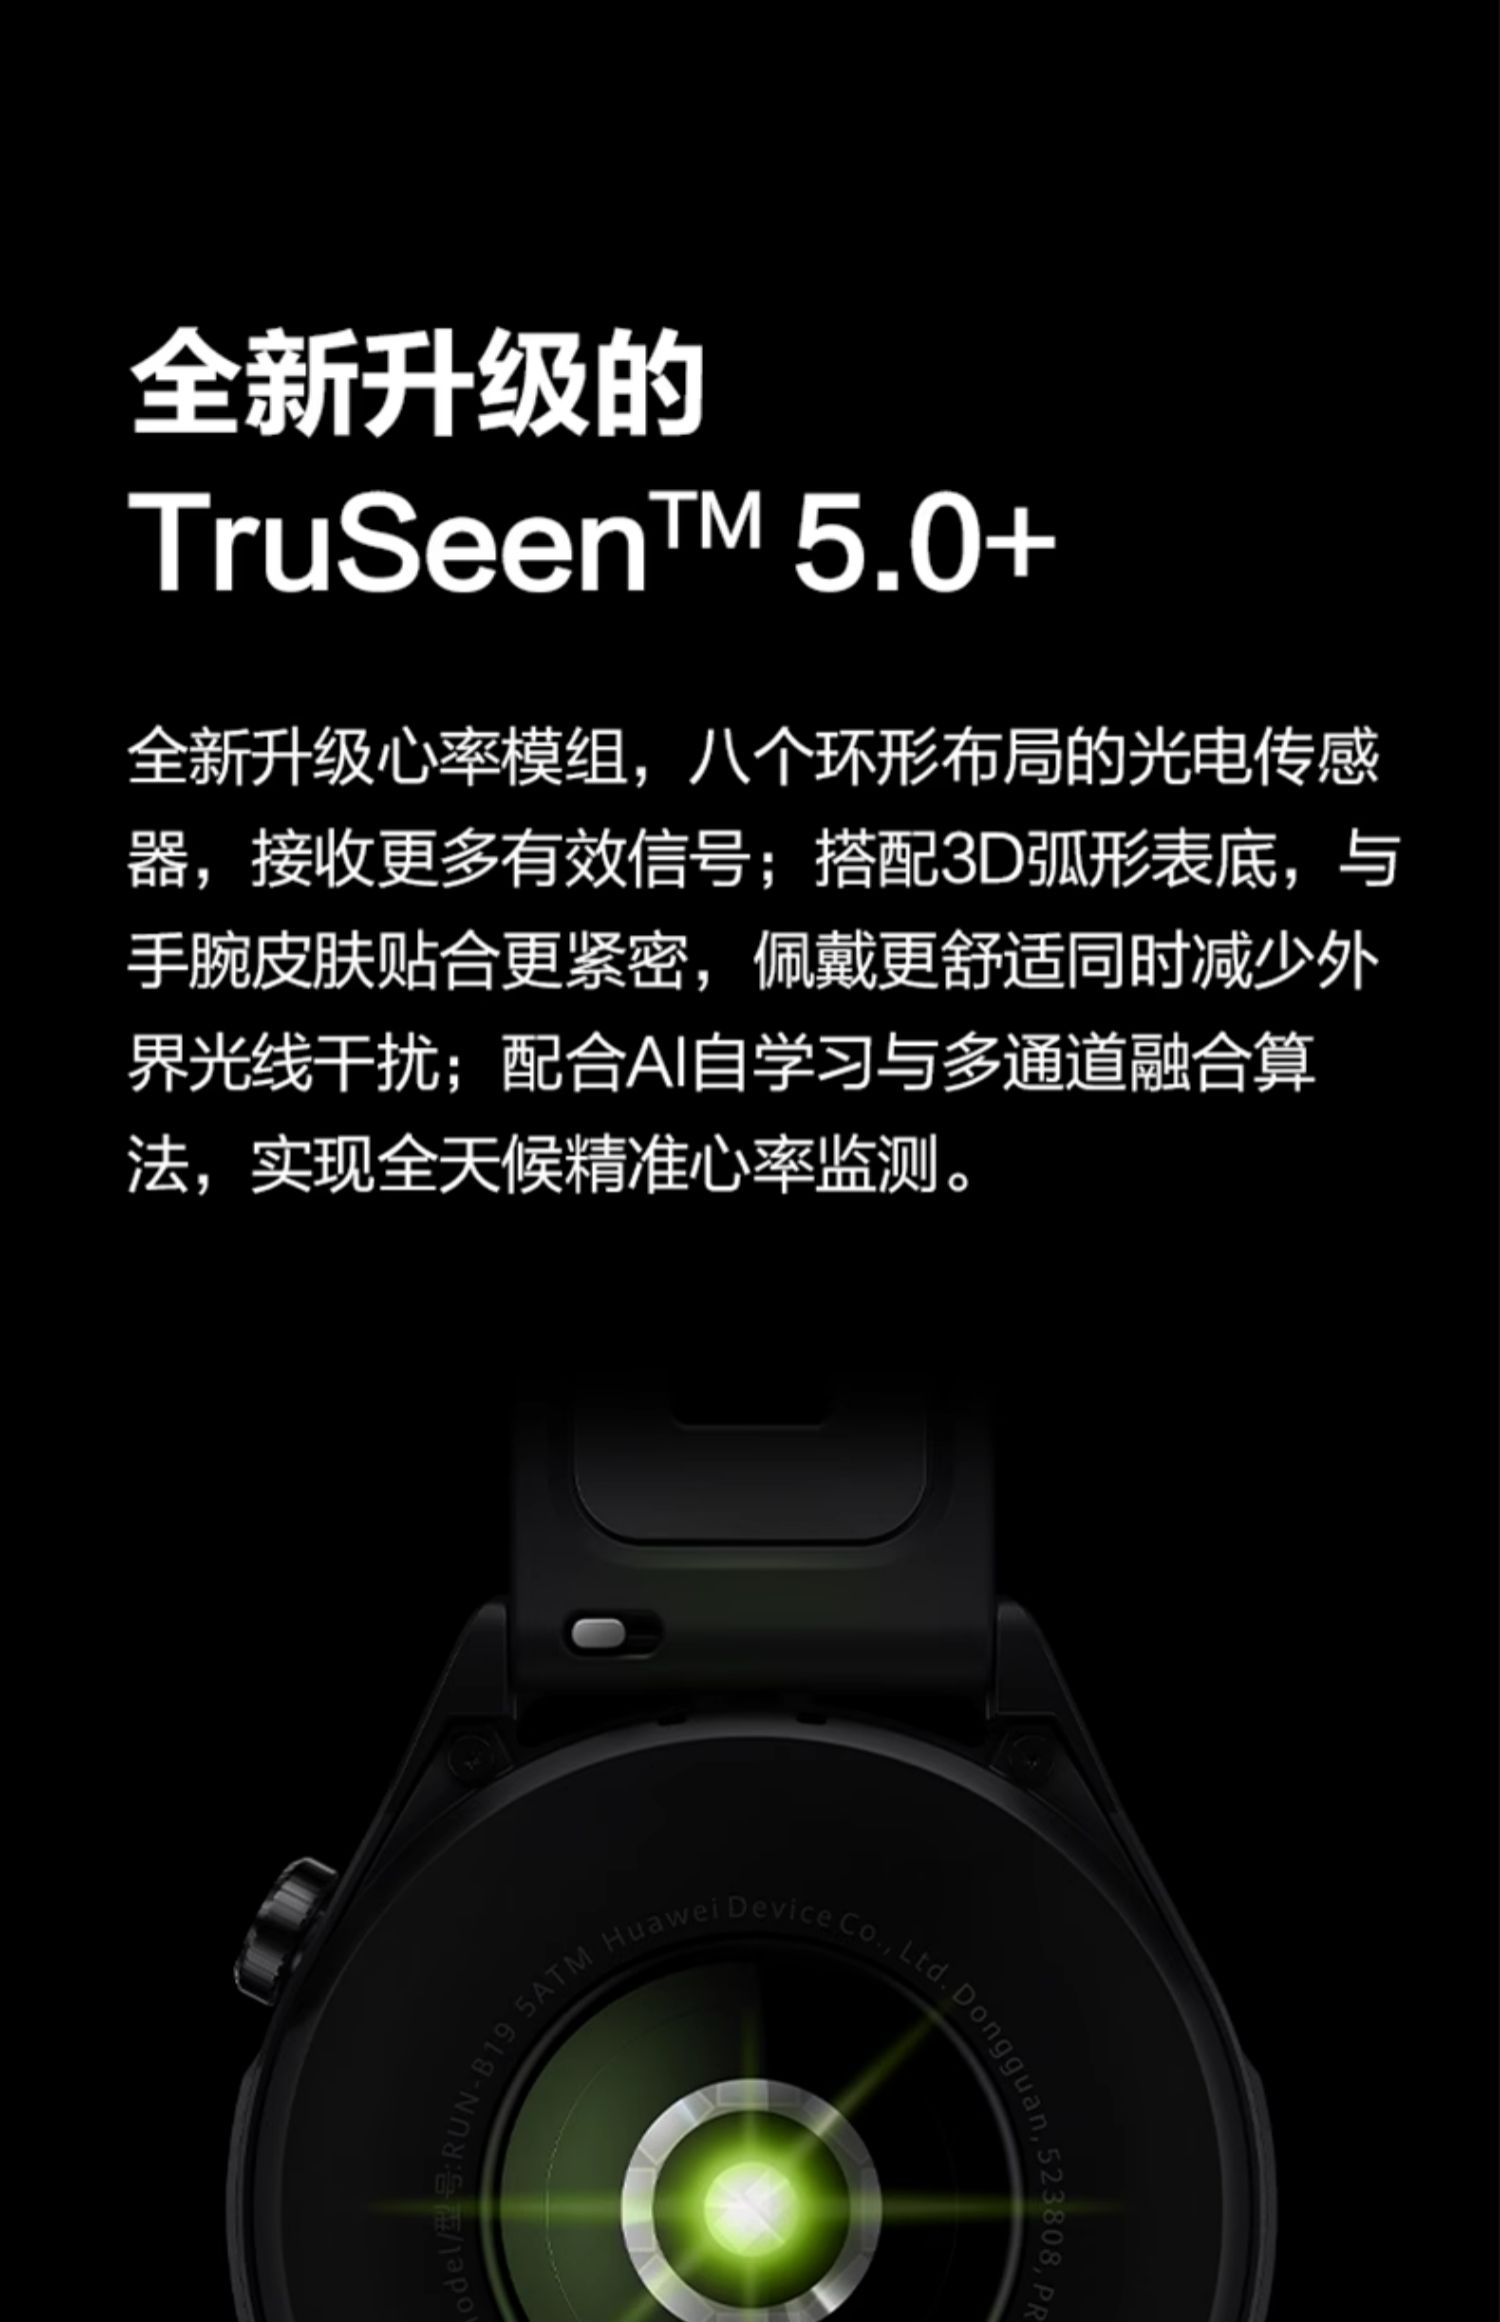 全新升级的
TruSeen™ 5.0+
全新升级心率模组，八个环形布局的光电传感
器，接收更多有效信号；搭配3D弧形表底，与
手腕皮肤贴合更紧密，佩戴更舒适同时减少外
界光线干扰；配合AI自学习与多通道融合算
法，实现全天候精准心率监测。
odel/型号:RUN-B19 5ATM Huawei Device Co., Ltd. Dongguan, 523808, PR